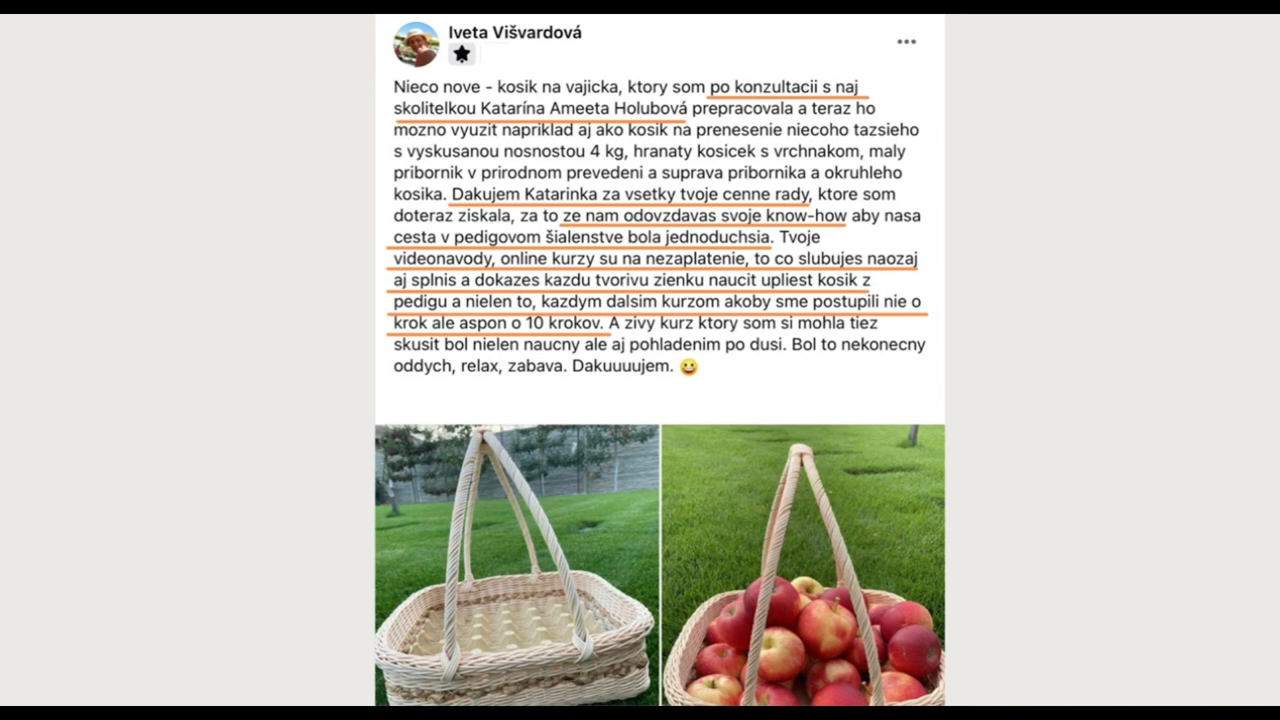 Iveta Višvardová
Nieco nove - kosik na vajicka, ktory som po konzultacii s naj
skolitelkou Katarína Ameeta Holubová prepracovala a teraz ho
mozno vyuzit napriklad aj ako kosik na prenesenie niecoho tazsieho
s vyskusanou nosnostou 4 kg, hranaty kosicek s vrchnakom, maly
pribornik v prirodnom prevedeni a suprava pribornika a okruhleho
kosika. Dakujem Katarinka za vsetky tvoje cenne rady, ktore som
doteraz ziskala, za to ze nam odovzdavas svoje know-how aby nasa
cesta v pedigovom šialenstve bola jednoduchsia. Tvoje
videonavody, online kurzy su na nezaplatenie, to co slubujes naozaj
aj splnis a dokazes kazdu tvorivu zienku naucit upliest kosik z
pedigu a nielen to, kazdym dalsim kurzom akoby sme postupili nie o
krok ale aspon o 10 krokov. A zivy kurz ktory som si mohla tiez
skusit bol nielen naucny ale aj pohladenim po dusi. Bol to nekonecny
oddych, relax, zabava. Dakuuuujem. 😀